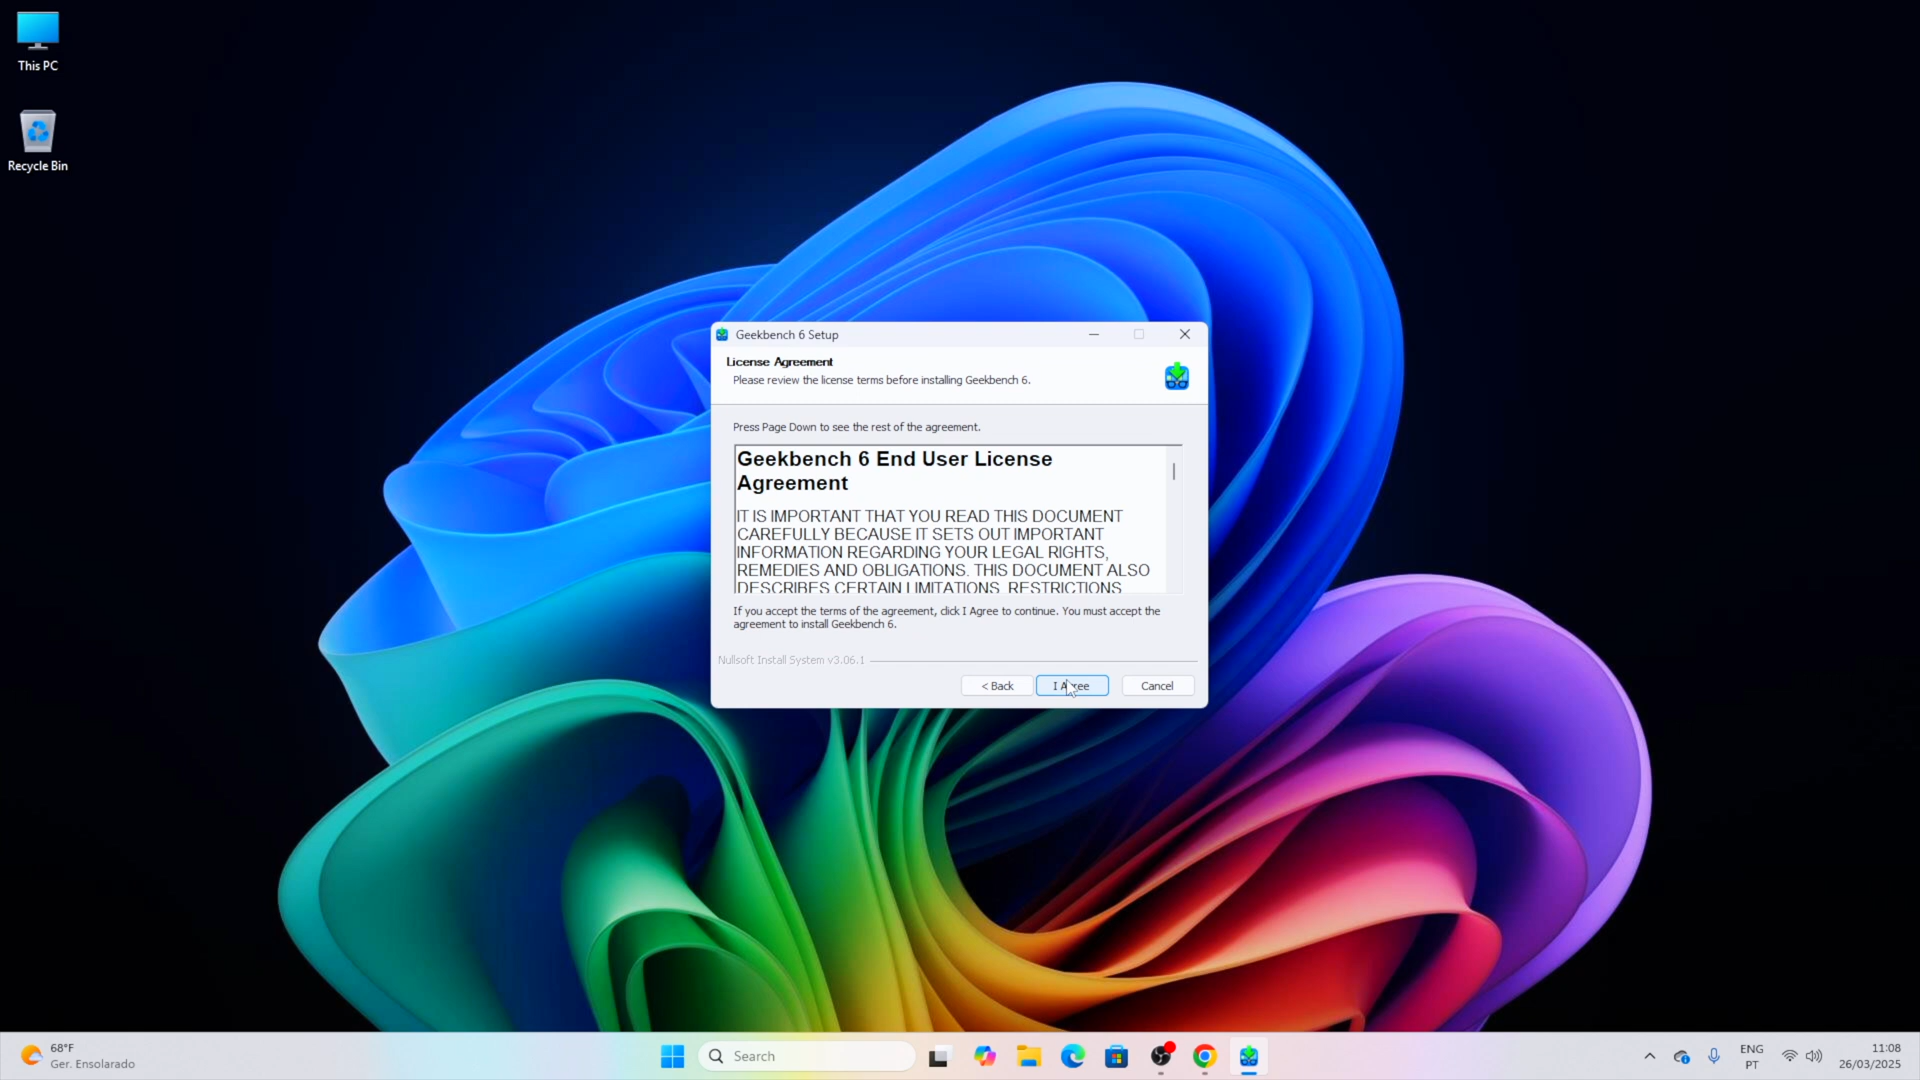 This PC
Recycle Bin
Geekbench 6 Setup
License Agreement
Please review the license terms before installing Geekbench 6.
Press Page Down to see the rest of the agreement.
Geekbench 6 End User License
Agreement
IT IS IMPORTANT THAT YOU READ THIS DOCUMENT
CAREFULLY BECAUSE IT SETS OUT IMPORTANT
INFORMATION REGARDING YOUR LEGAL RIGHTS,
REMEDIES AND OBLIGATIONS. THIS DOCUMENT ALSO
DESCRIBES CERTAIN LIMITATIONS, RESTRICTIONS
If you accept the terms of the agreement, click I Agree to continue. You must accept the
agreement to install Geekbench 6.
Nullsoft Install System v3.06.1
< Back
I Agree
Cancel
68°F
Ger. Ensolarado
Search
ENG
PT
11:08
26/03/2025